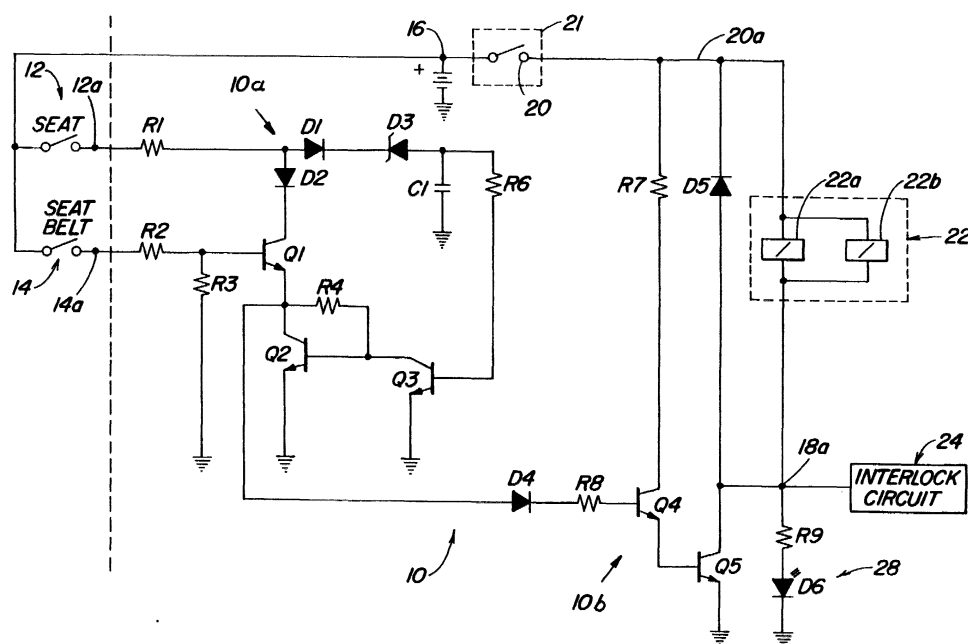 16
21
20a
12
12a
10a
+
20
SEAT
R1
D1
D3
D2
C1
R6
R7
D5
22a
22b
22
SEAT
BELT
R2
Q1
14
14a
R3
R4
Q2
Q3
18a
24
INTERLOCK
CIRCUIT
D4
R8
Q4
R9
10
10b
Q5
D6
28